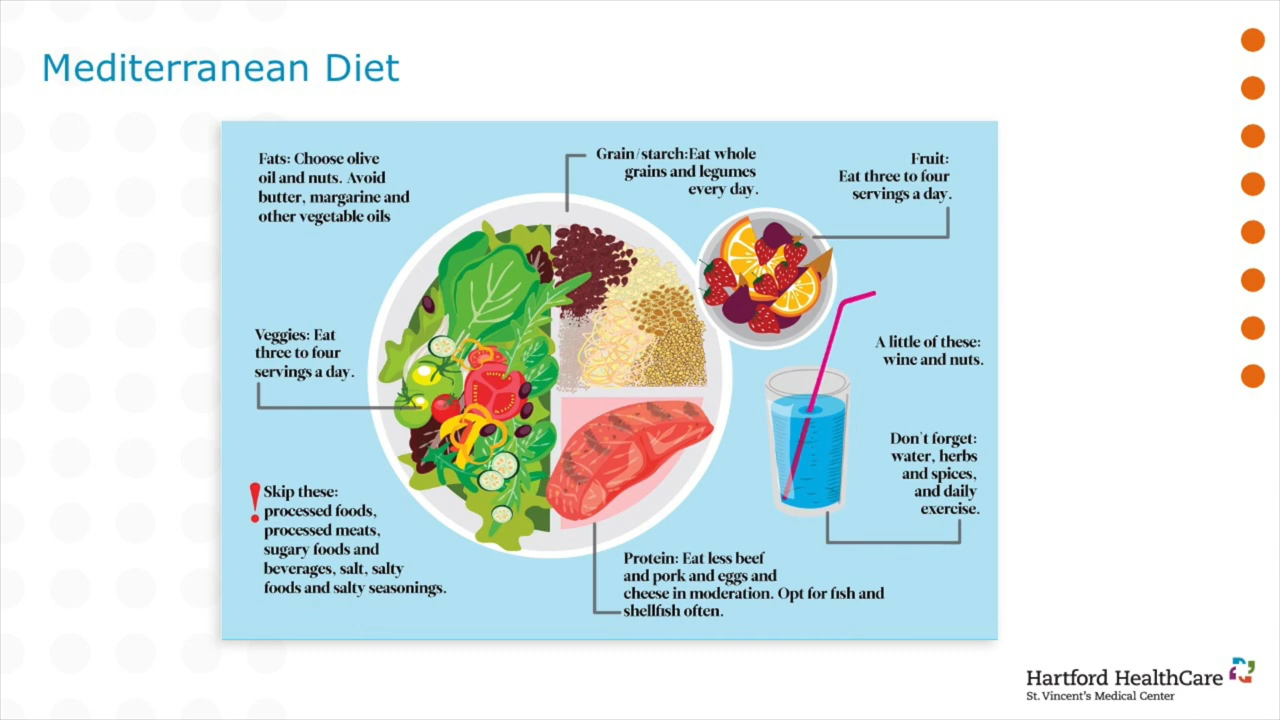 Mediterranean Diet
Fats: Choose olive
oil and nuts. Avoid
butter, margarine and
other vegetable oils
Grain/starch:Eat whole
grains and legumes
every day.
Fruit:
Eat three to four
servings a day.
Veggies: Eat
three to four
servings a day.
A little of these:
wine and nuts.
Don't forget:
water, herbs
and spices,
and daily
exercise.
! Skip these:
processed foods,
processed meats,
sugary foods and
beverages, salt, salty
foods and salty seasonings.
Protein: Eat less beef
and pork and eggs and
cheese in moderation. Opt for fish and
shellfish often.
Hartford HealthCare
St. Vincent's Medical Center